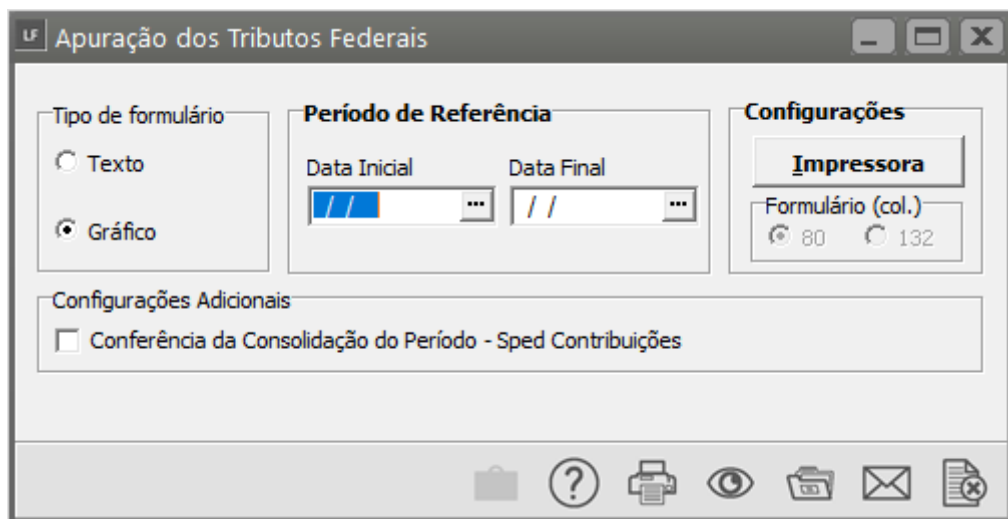 LF Apuração dos Tributos Federais
Tipo de formulário
Texto
Gráfico
Período de Referência
Data Inicial Data Final
/ / ... / / ...
Configurações
Impressora
Formulário (col.)
80 132
Configurações Adicionais
Conferência da Consolidação do Período - Sped Contribuições
?